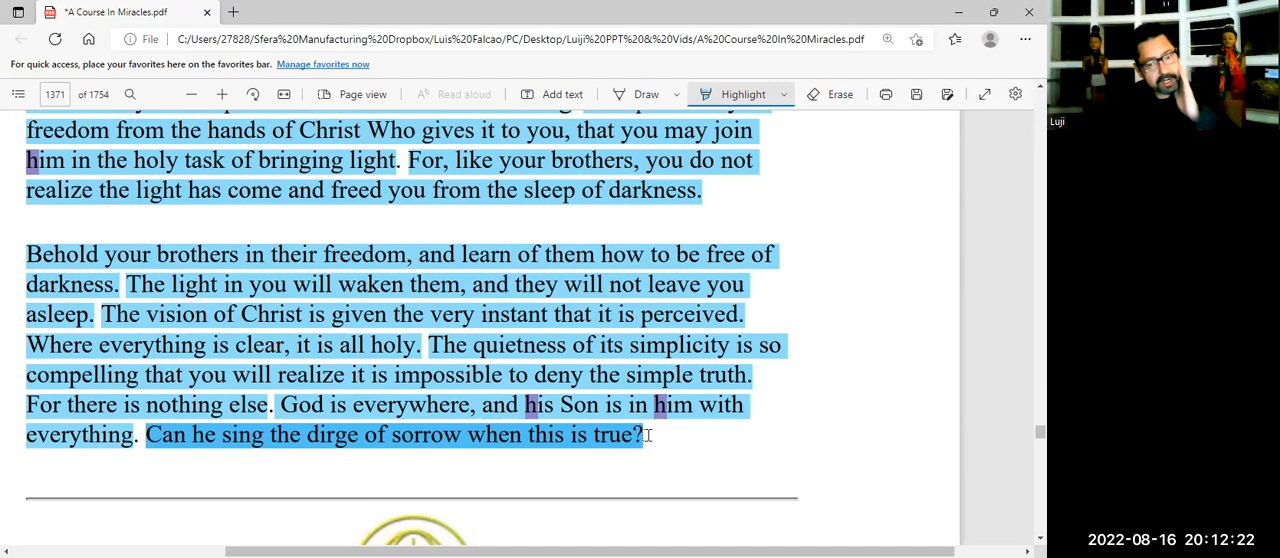 *A Course In Miracles.pdf
File C:/Users/27828/Sfera%20Manufacturing%20Dropbox/Luis%20Falcao/PC/Desktop/Luiji%20PPT%20&%20Vids/A%20Course%20In%20Miracles.pdf
For quick access, place your favorites here on the favorites bar. Manage favorites now
1371 of 1754 Page view Read aloud Add text Draw Highlight Erase
freedom from the hands of Christ Who gives it to you, that you may join
him in the holy task of bringing light. For, like your brothers, you do not
realize the light has come and freed you from the sleep of darkness.
Behold your brothers in their freedom, and learn of them how to be free of
darkness. The light in you will waken them, and they will not leave you
asleep. The vision of Christ is given the very instant that it is perceived.
Where everything is clear, it is all holy. The quietness of its simplicity is so
compelling that you will realize it is impossible to deny the simple truth.
For there is nothing else. God is everywhere, and his Son is in him with
everything. Can he sing the dirge of sorrow when this is true?
Luji
2022-08-16 20:12:22